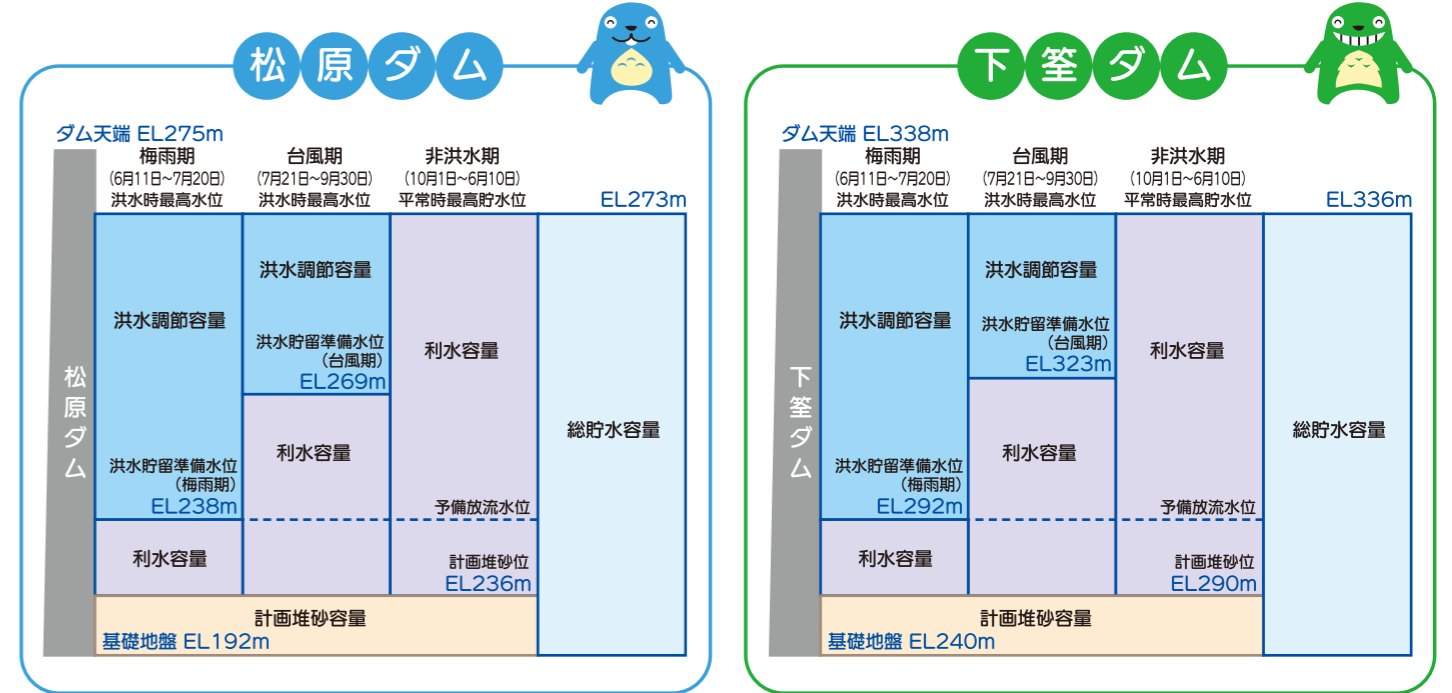 松原ダム
ダム天端 EL275m
梅雨期
(6月11日~7月20日)
洪水時最高水位
台風期
(7月21日~9月30日)
洪水時最高水位
非洪水期
(10月1日~6月10日)
平常時最高貯水位
EL273m
松原ダム
洪水調節容量
洪水貯留準備水位
(梅雨期)
EL238m
利水容量
洪水調節容量
洪水貯留準備水位
(台風期)
EL269m
利水容量
利水容量
予備放流水位
計画堆砂位
EL236m
総貯水容量
計画堆砂容量
基礎地盤 EL192m
下筌ダム
ダム天端 EL338m
梅雨期
(6月11日~7月20日)
洪水時最高水位
台風期
(7月21日~9月30日)
洪水時最高水位
非洪水期
(10月1日~6月10日)
平常時最高貯水位
EL336m
下筌ダム
洪水調節容量
洪水貯留準備水位
(梅雨期)
EL292m
利水容量
洪水調節容量
洪水貯留準備水位
(台風期)
EL323m
利水容量
利水容量
予備放流水位
計画堆砂位
EL290m
総貯水容量
計画堆砂容量
基礎地盤 EL240m